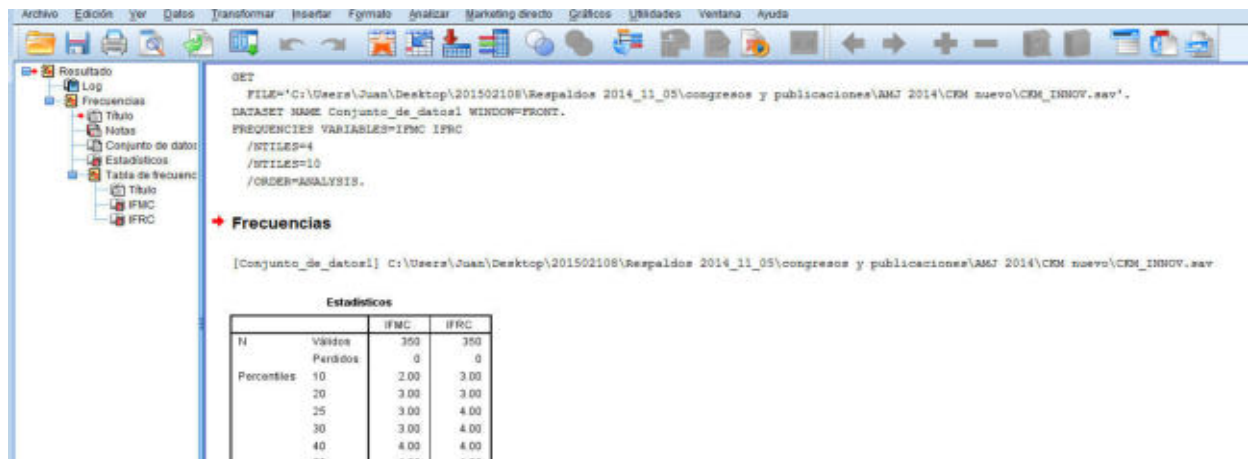 Archivo Edición Ver Datos Transformar Insertar Formato Analizar Marketing directo Gráficos Utilidades Ventana Ayuda
Resultado
Log
Frecuencias
Título
Notas
Conjunto de datos
Estadísticos
Tabla de frecuenc
Título
IFMC
IFRC
GET
FILE='C:\Users\Juan\Desktop\201502108\Respaldos 2014_11_05\congresos y publicaciones\AMJ 2014\CKM nuevo\CKM_INNOV.sav'.
DATASET NAME Conjunto_de_datos1 WINDOW=FRONT.
FREQUENCIES VARIABLES=IFMC IFRC
/NTILES=4
/NTILES=10
/ORDER=ANALYSIS.
Frecuencias
[Conjunto_de_datos1] C:\Users\Juan\Desktop\201502108\Respaldos 2014_11_05\congresos y publicaciones\AMJ 2014\CKM nuevo\CKM_INNOV.sav
Estadísticos
IFMC IFRC
N Válidos 350 350
Perdidos 0 0
Percentiles 10 2.00 3.00
20 3.00 3.00
25 3.00 4.00
30 3.00 4.00
40 4.00 4.00